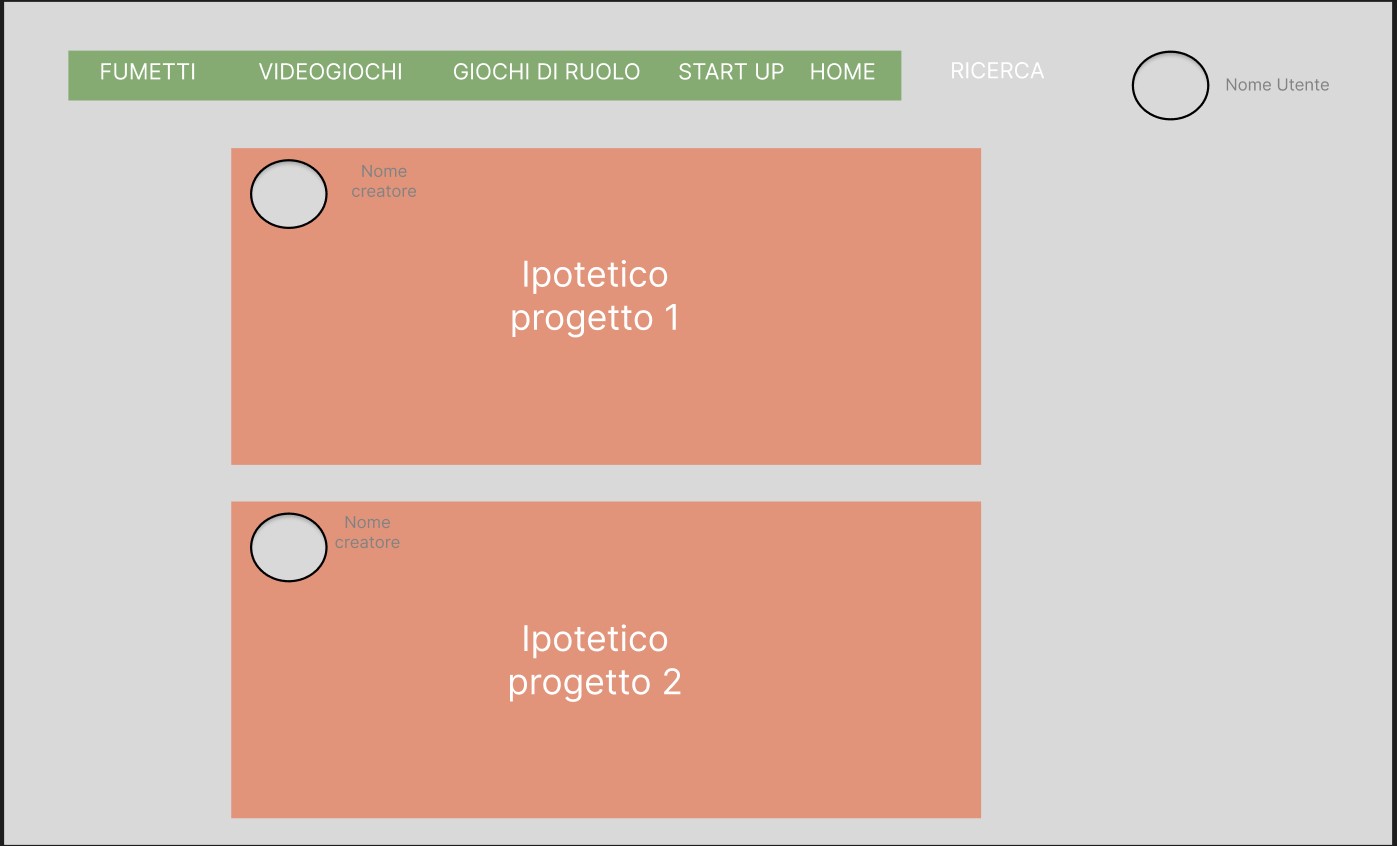 FUMETTI VIDEOGIOCHI GIOCHI DI RUOLO START UP HOME RICERCA
Nome Utente
Nome
creatore
Ipotetico
progetto 1
Nome
creatore
Ipotetico
progetto 2